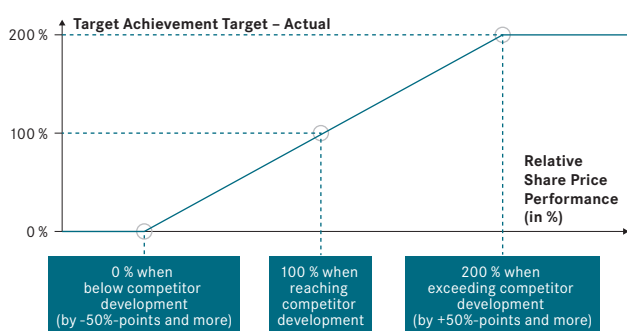 Target Achievement Target – Actual
200 %
100 %
0 %
Relative
Share Price
Performance
(in %)
0 % when
below competitor
development
(by -50%-points and more)
100 % when
reaching
competitor
development
200 % when
exceeding competitor
development
(by +50%-points and more)